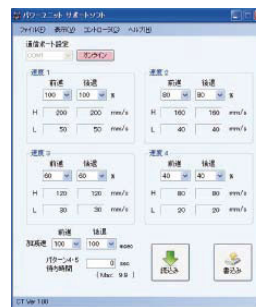 パワーユニット サポートソフト
ファイル(F) 表示(V) コントローラ(C) ヘルプ(H)
通信ポート設定
COM1 オンライン
速度 1
前進 後退
100 100 %
H 200 200 mm/s
L 50 50 mm/s
速度 2
前進 後退
80 80 %
H 160 160 mm/s
L 40 40 mm/s
速度 3
前進 後退
60 60 %
H 120 120 mm/s
L 30 30 mm/s
速度 4
前進 後退
40 40 %
H 80 80 mm/s
L 20 20 mm/s
前進 後退
加減速 100 100 msec
パターン4・5
待ち時間 0 sec
(Max: 9.9 )
読込み
書込み
CT Ver 1.00